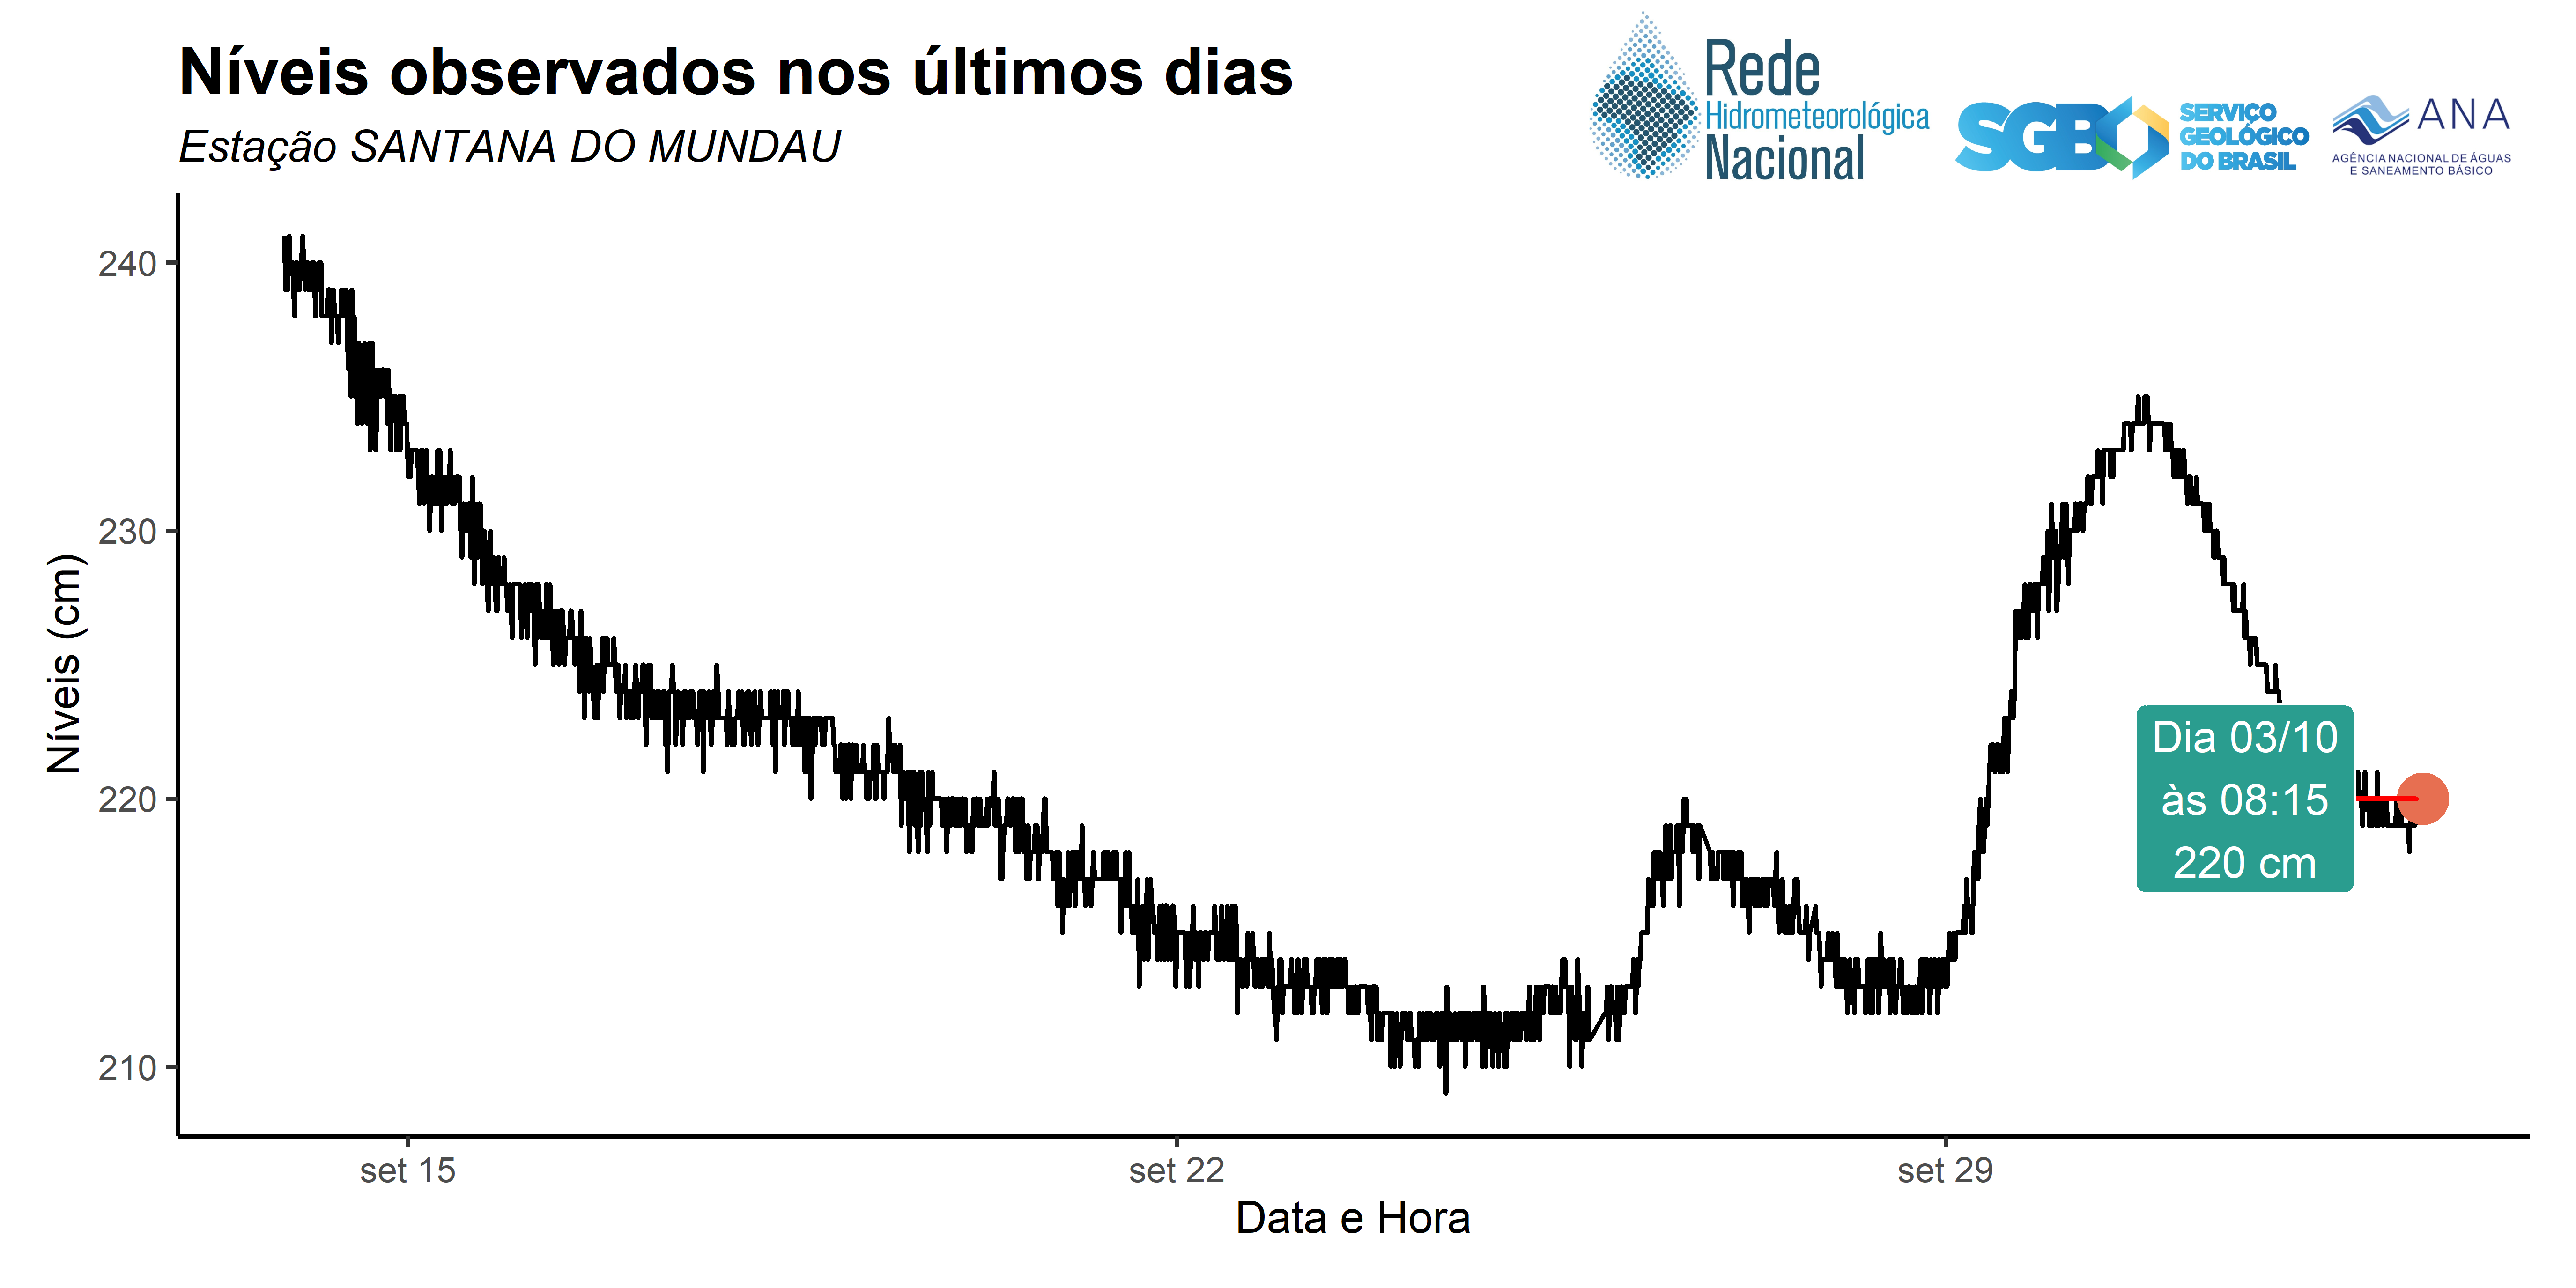 Níveis observados nos últimos dias
Estação SANTANA DO MUNDAU
Rede
Hidrometeorológica
Nacional
SGB
SERVIÇO
GEOLÓGICO
DO BRASIL
ANA
AGÊNCIA NACIONAL DE ÁGUAS
E SANEAMENTO BÁSICO
Níveis (cm)
240
230
220
210
Dia 03/10
às 08:15
220 cm
set 15
set 22
set 29
Data e Hora